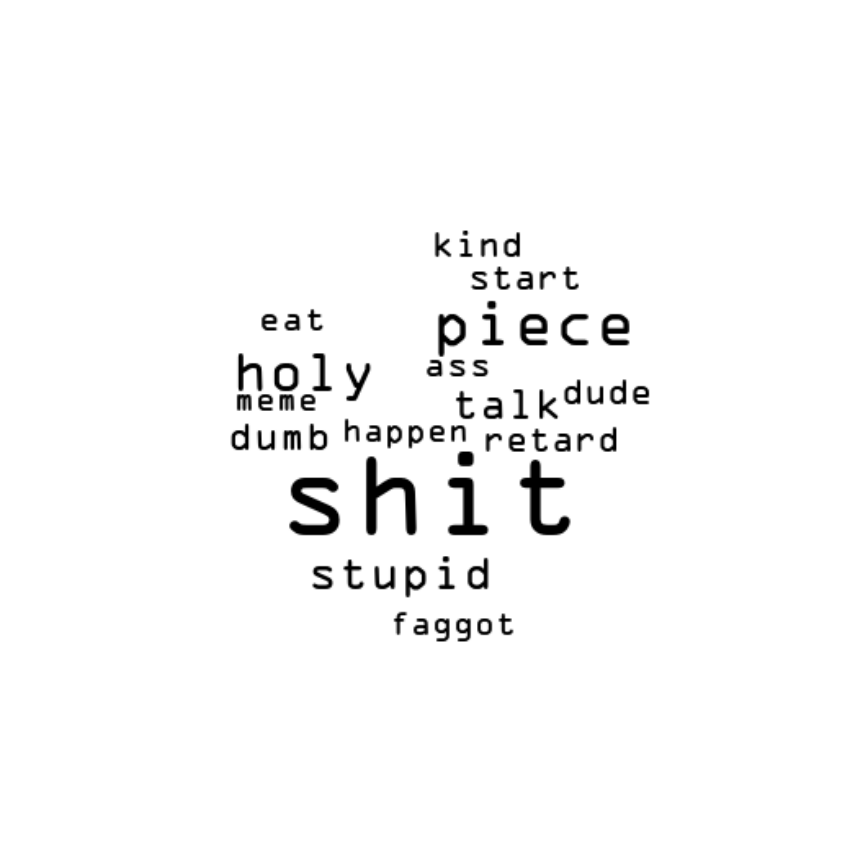 kind
start
eat
piece
holy
ass
meme
talk
dude
dumb
happen
retard
shit
stupid
faggot